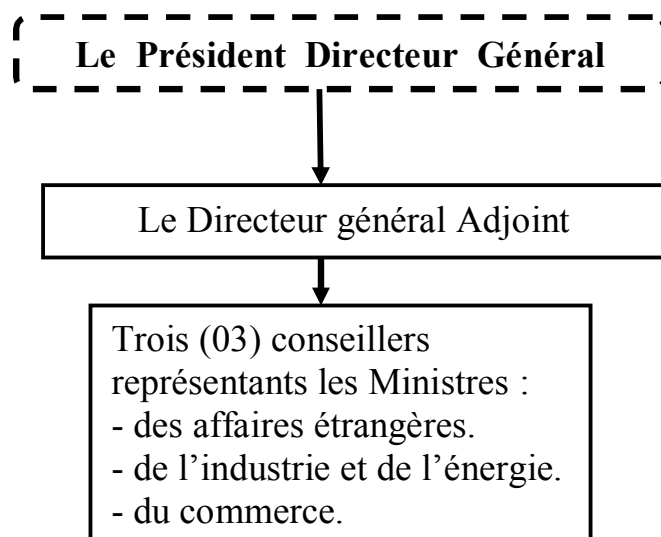 Le Président Directeur Général
Le Directeur général Adjoint
Trois (03) conseillers
représentants les Ministres :
- des affaires étrangères.
- de l’industrie et de l’énergie.
- du commerce.